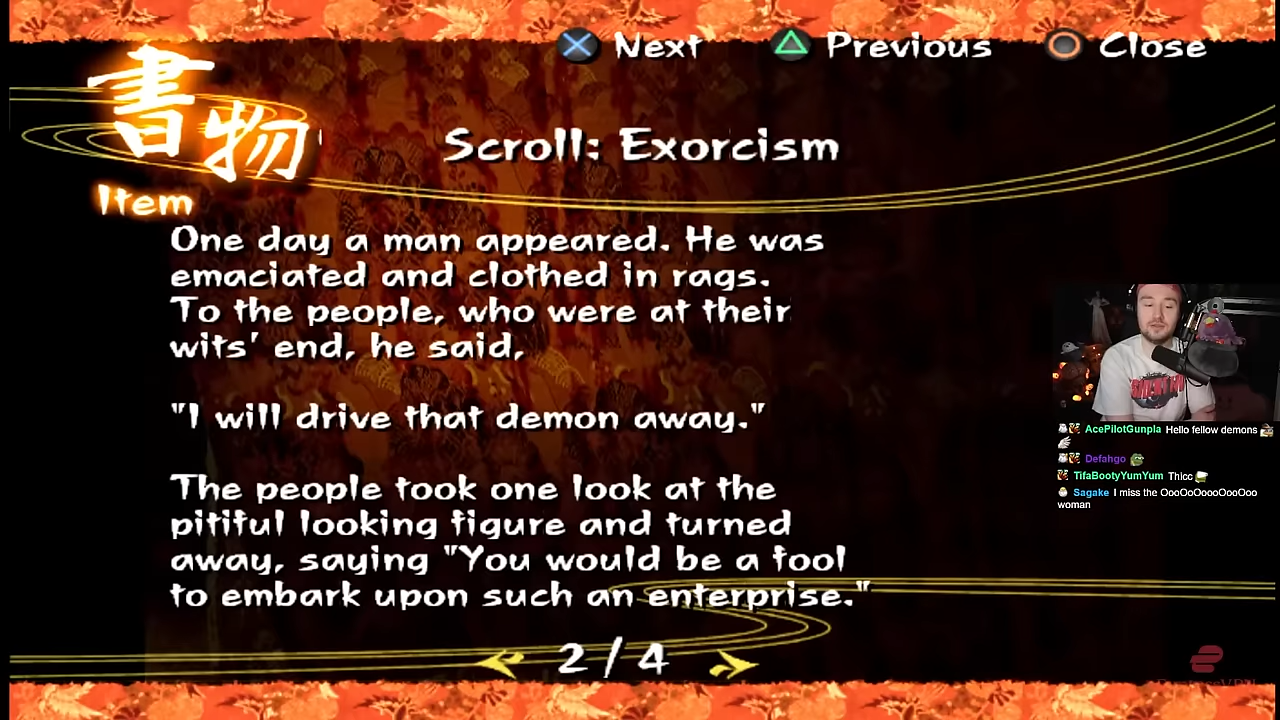 Next
Previous
Close
書物
Item
Scroll: Exorcism
One day a man appeared. He was
emaciated and clothed in rags.
To the people, who were at their
wits' end, he said,
"I will drive that demon away."
The people took one look at the
pitiful looking figure and turned
away, saying "You would be a fool
to embark upon such an enterprise."
2/4
AcePilotGunpla Hello fellow demons
Defahgo
TifaBootyYumYum Thicc
Sagake I miss the OooOoOoooOooOoo
woman